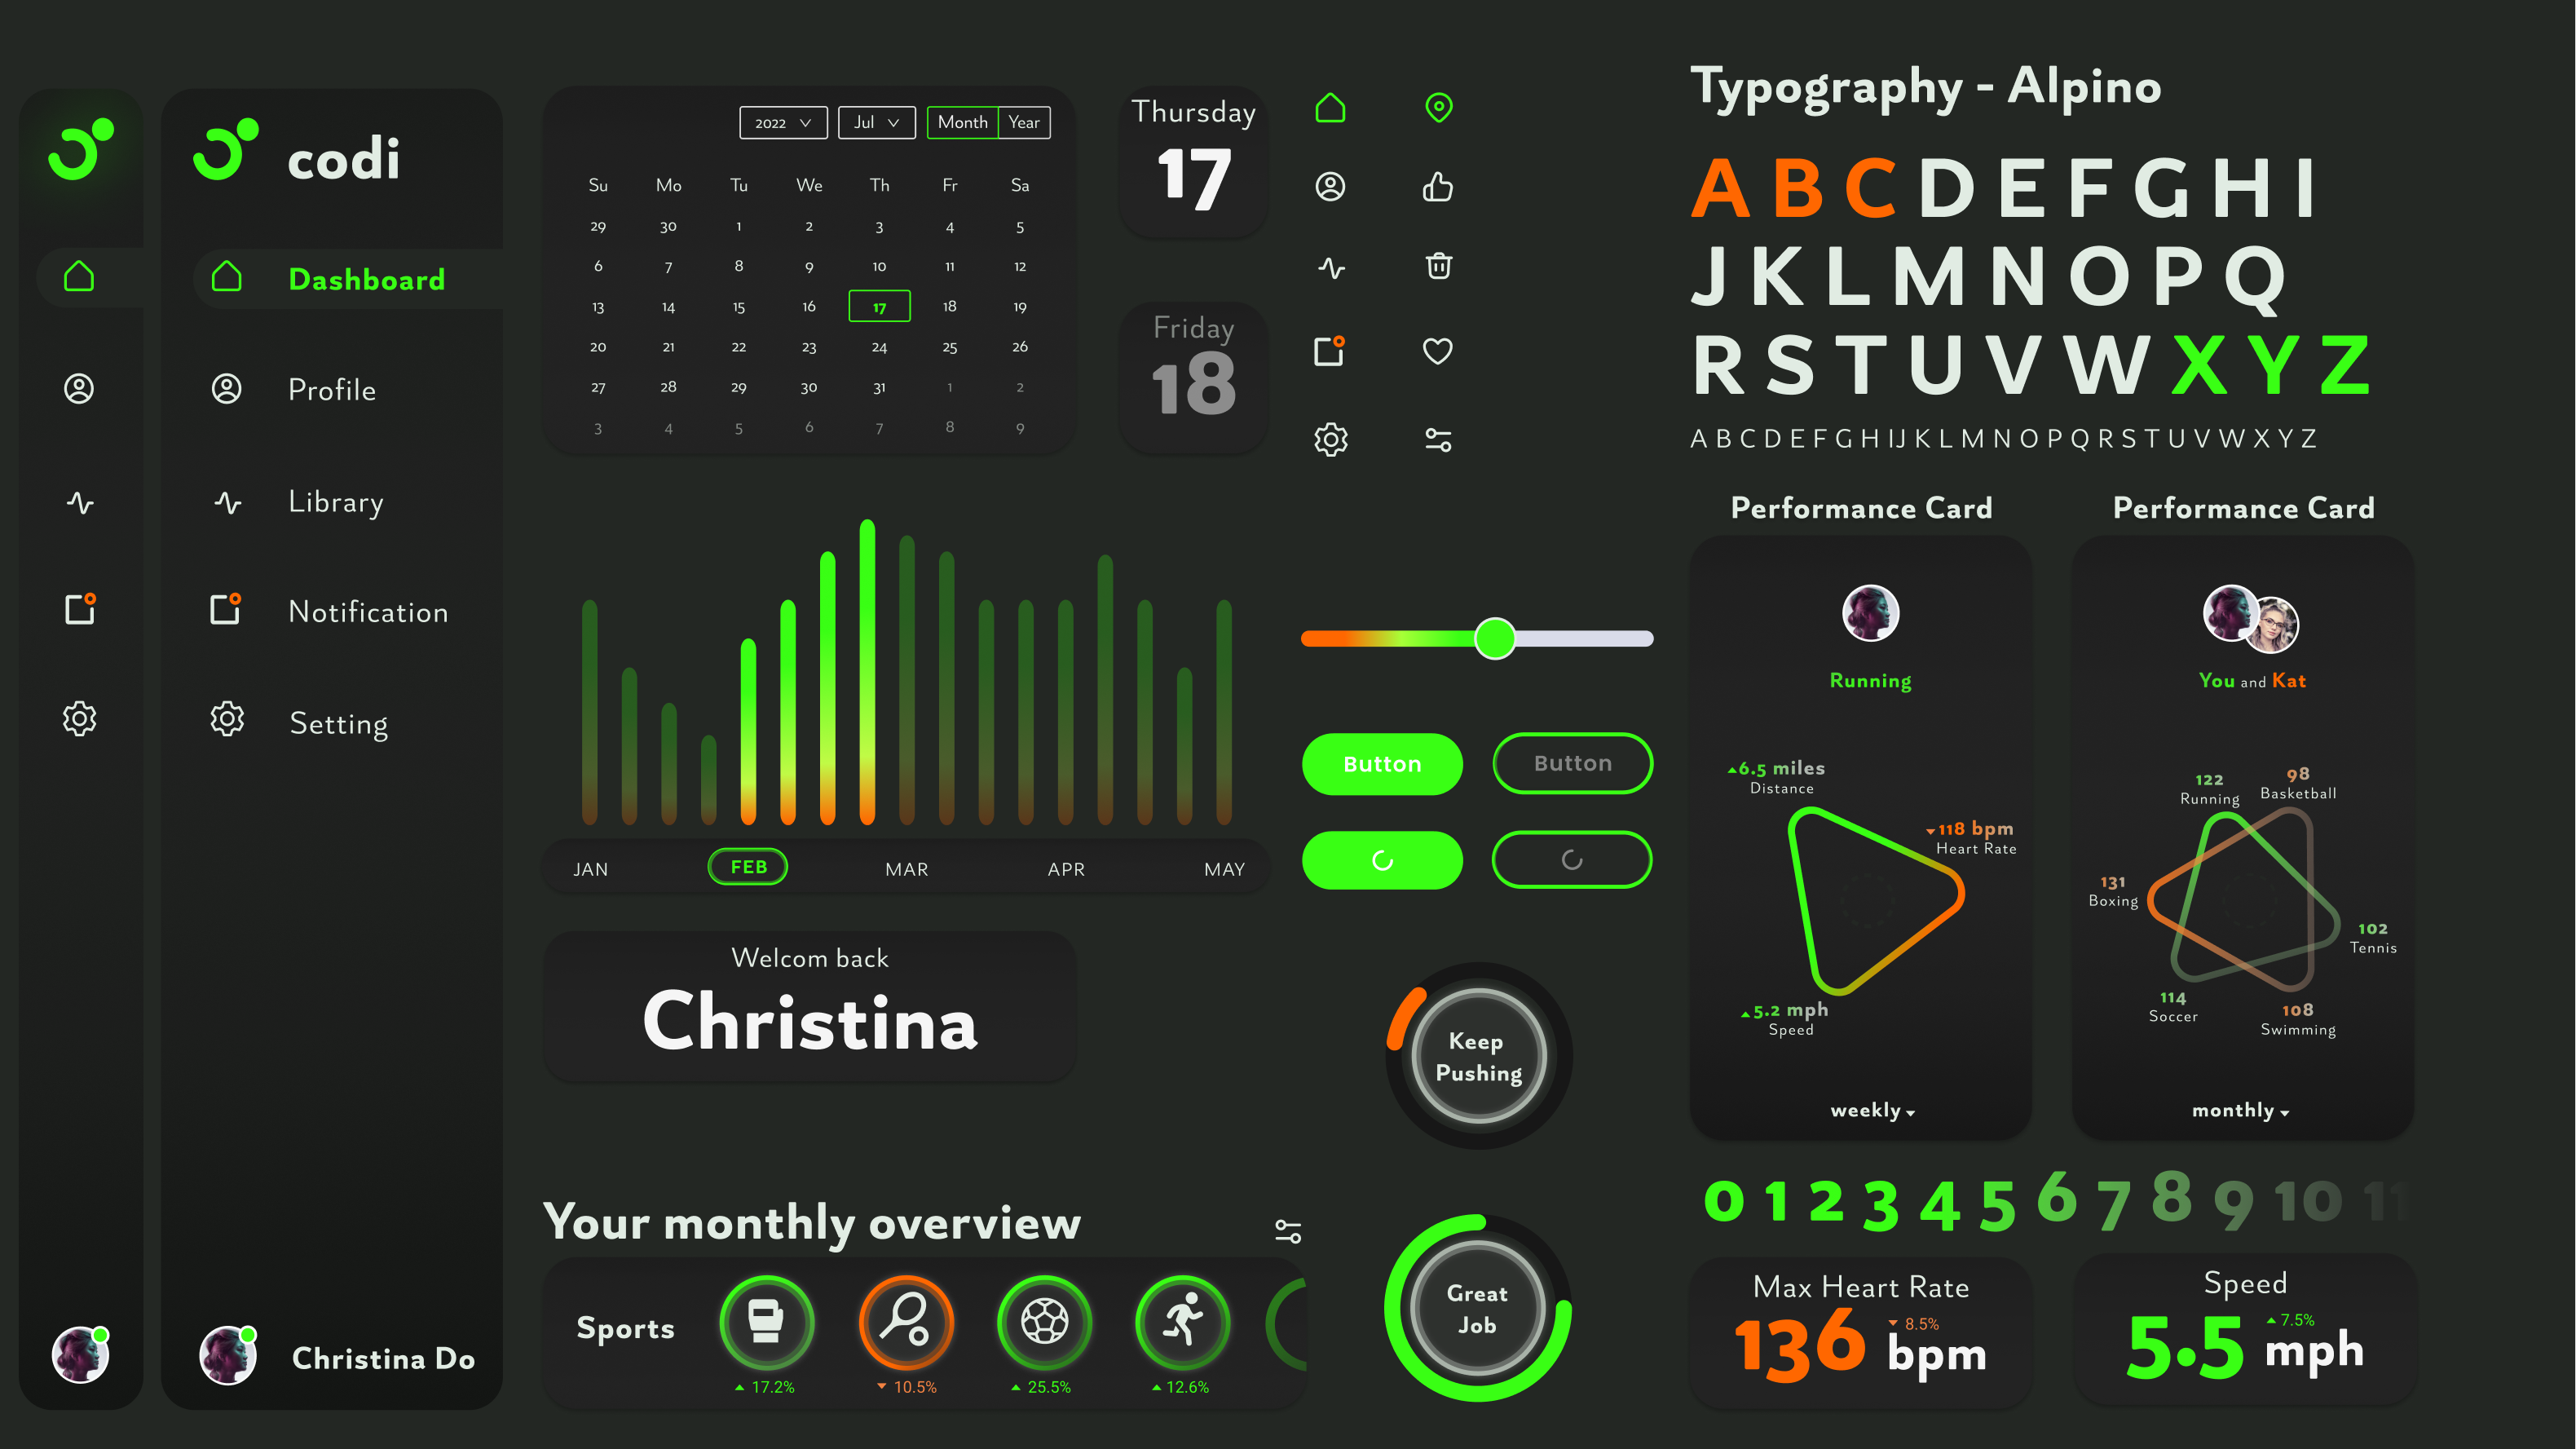 codi
Dashboard
Profile
Library
Notification
Setting
Christina Do
2022 Jul Month Year
Su Mo Tu We Th Fr Sa
29 30 1 2 3 4 5
6 7 8 9 10 11 12
13 14 15 16 17 18 19
20 21 22 23 24 25 26
27 28 29 30 31 1 2
3 4 5 6 7 8 9
Thursday
17
Friday
18
JAN FEB MAR APR MAY
Welcom back
Christina
Your monthly overview
Sports
17.2% 10.5% 25.5% 12.6%
Button Button
Keep
Pushing
Great
Job
Typography - Alpino
A B C D E F G H I
J K L M N O P Q
R S T U V W X Y Z
A B C D E F G H I J K L M N O P Q R S T U V W X Y Z
Performance Card
Running
6.5 miles
Distance
118 bpm
Heart Rate
5.2 mph
Speed
weekly
Performance Card
You and Kat
122
Running
98
Basketball
131
Boxing
102
Tennis
114
Soccer
108
Swimming
monthly
0 1 2 3 4 5 6 7 8 9 10 11
Max Heart Rate
136 bpm
8.5%
Speed
5.5 mph
7.5%